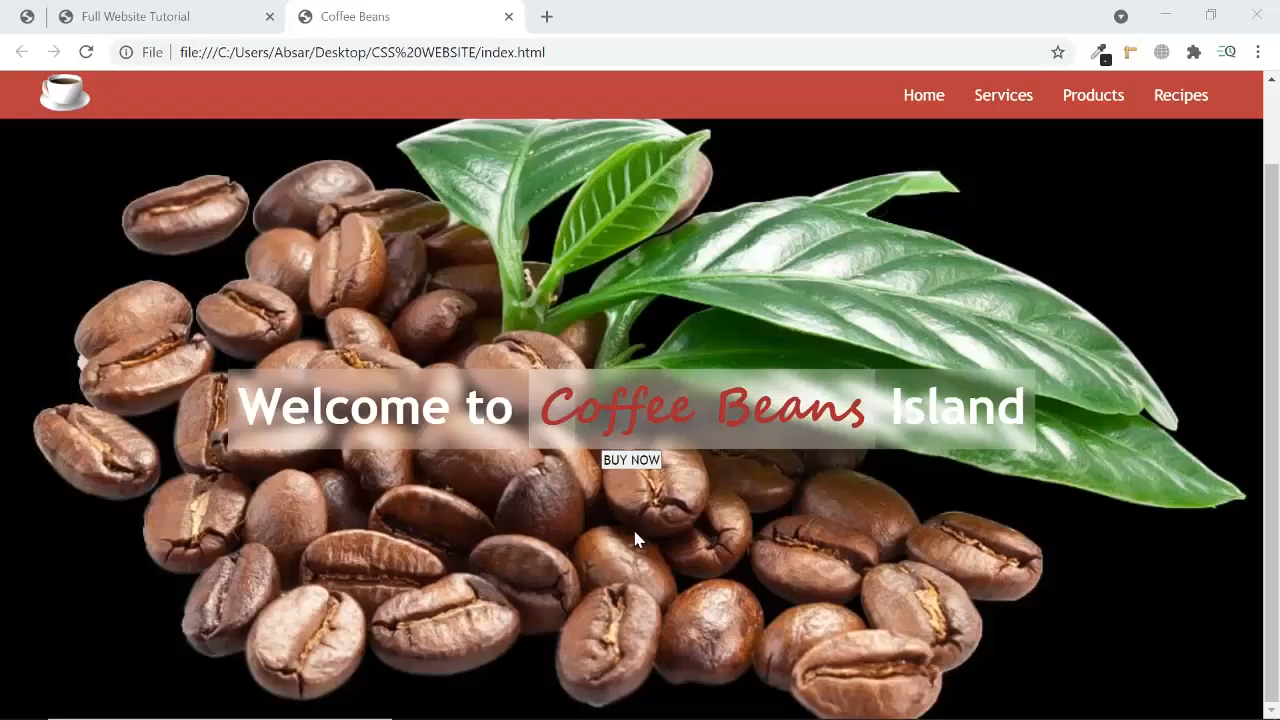 Full Website Tutorial
Coffee Beans
File
file:///C:/Users/Absar/Desktop/CSS%20WEBSITE/index.html
Home Services Products Recipes
Welcome to Coffee Beans Island
BUY NOW